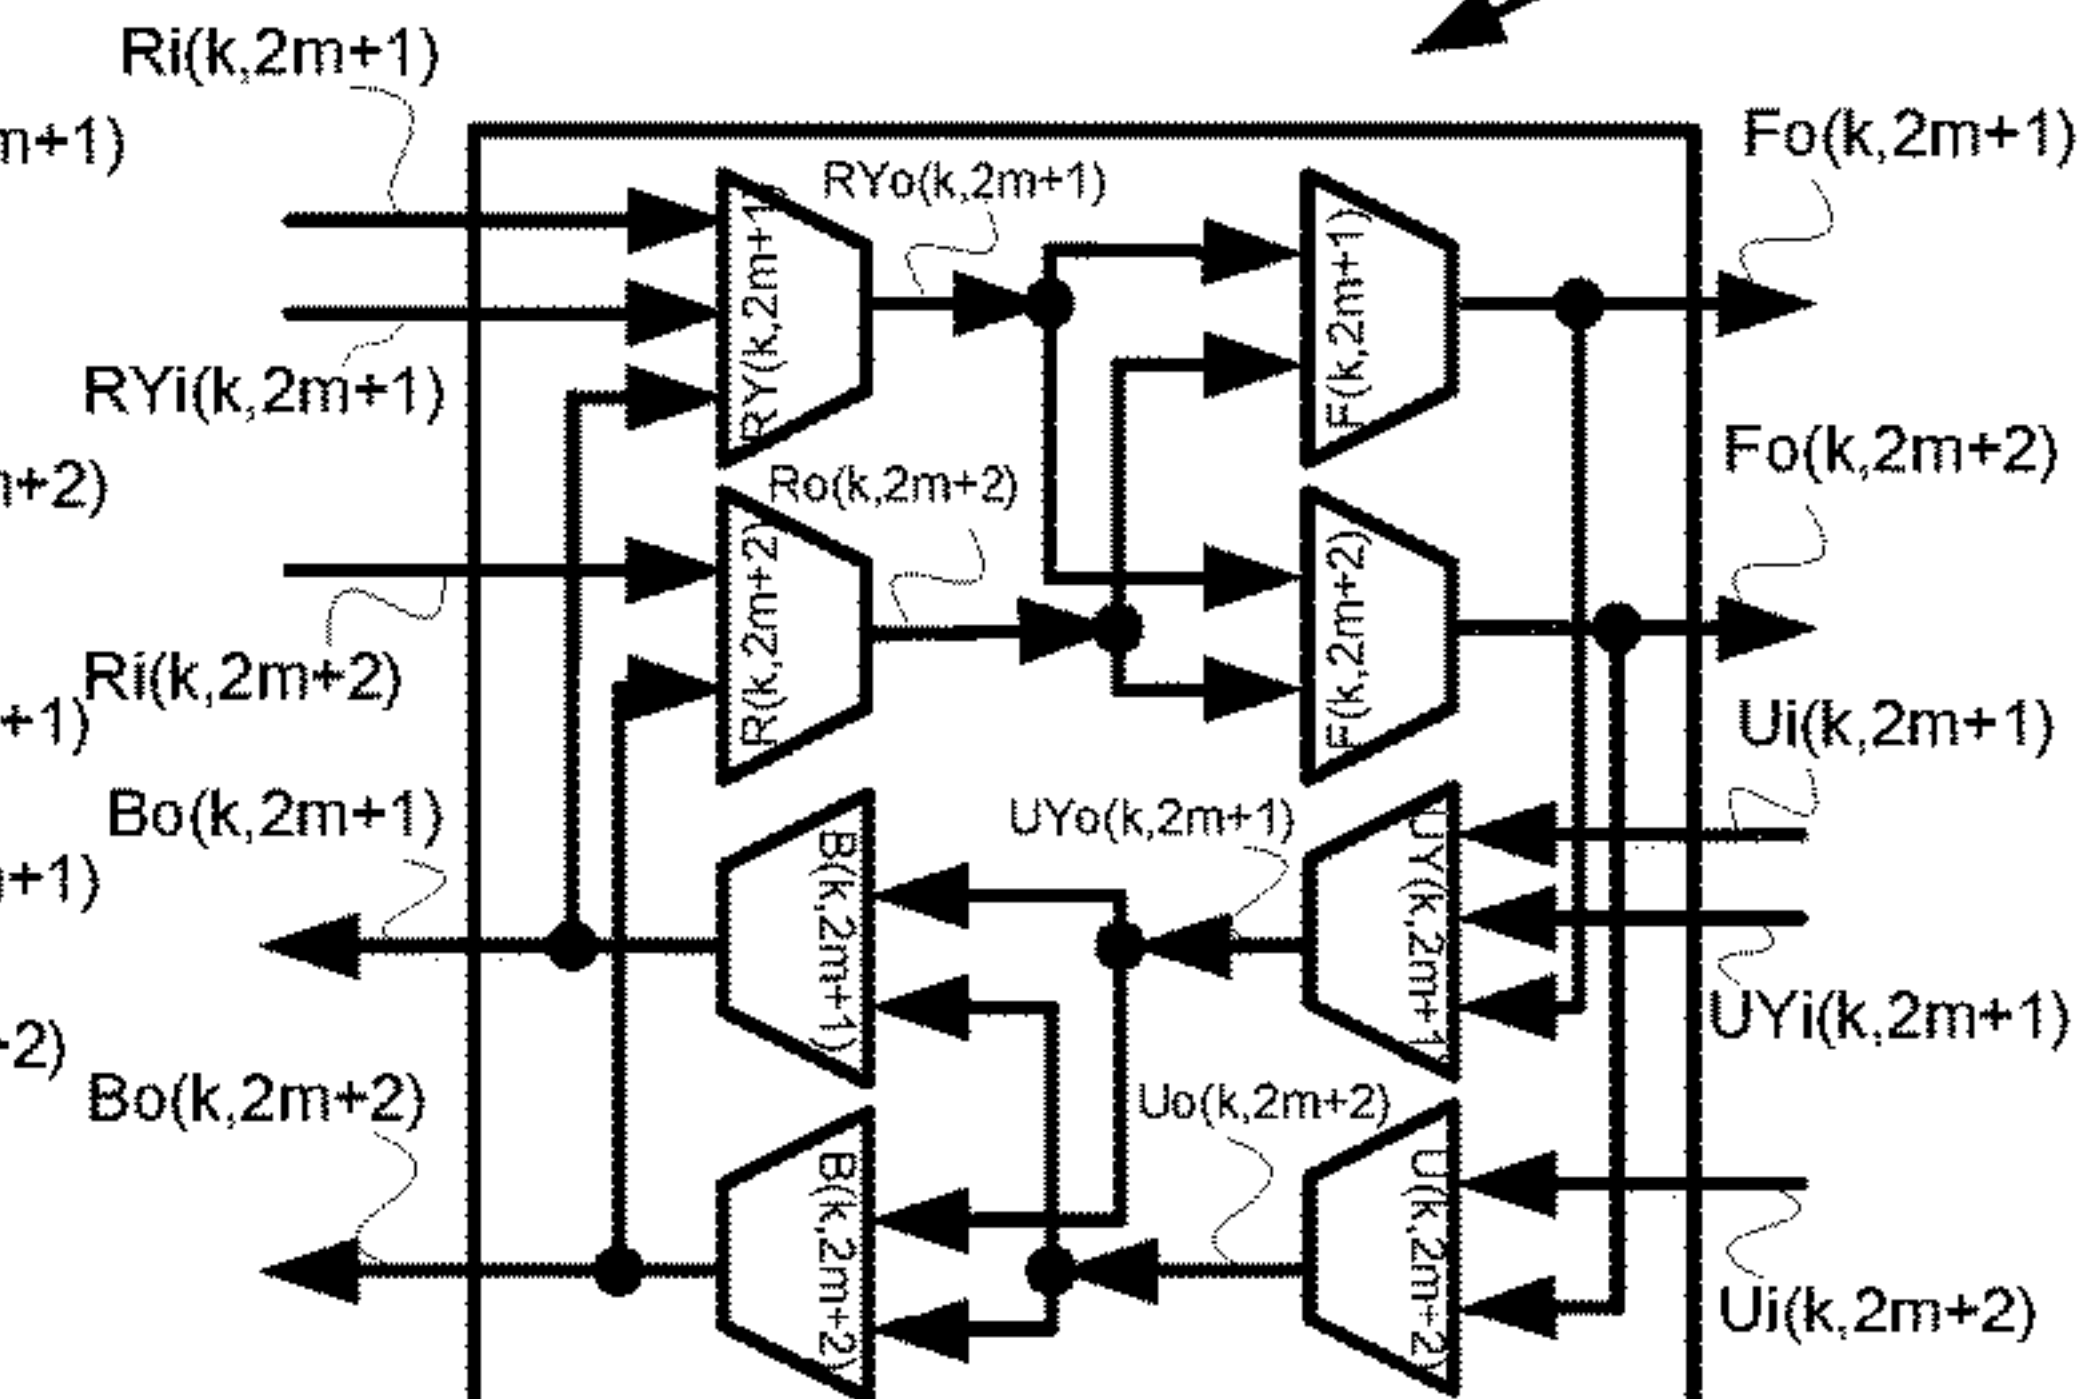 Ri(k,2m+1)
m+1)
Fo(k,2m+1)
RYo(k,2m+1)
RY(k,2m+1)
F(k,2m+1)
RYi(k,2m+1)
Fo(k,2m+2)
+2)
Ro(k,2m+2)
R(k,2m+2)
F(k,2m+2)
Ri(k,2m+2)
+1)
Ui(k,2m+1)
Bo(k,2m+1)
UYo(k,2m+1)
B(k,2m+1)
UY(k,2m+1)
+1)
UYi(k,2m+1)
+2)
Bo(k,2m+2)
Uo(k,2m+2)
B(k,2m+2)
U(k,2m+2)
Ui(k,2m+2)